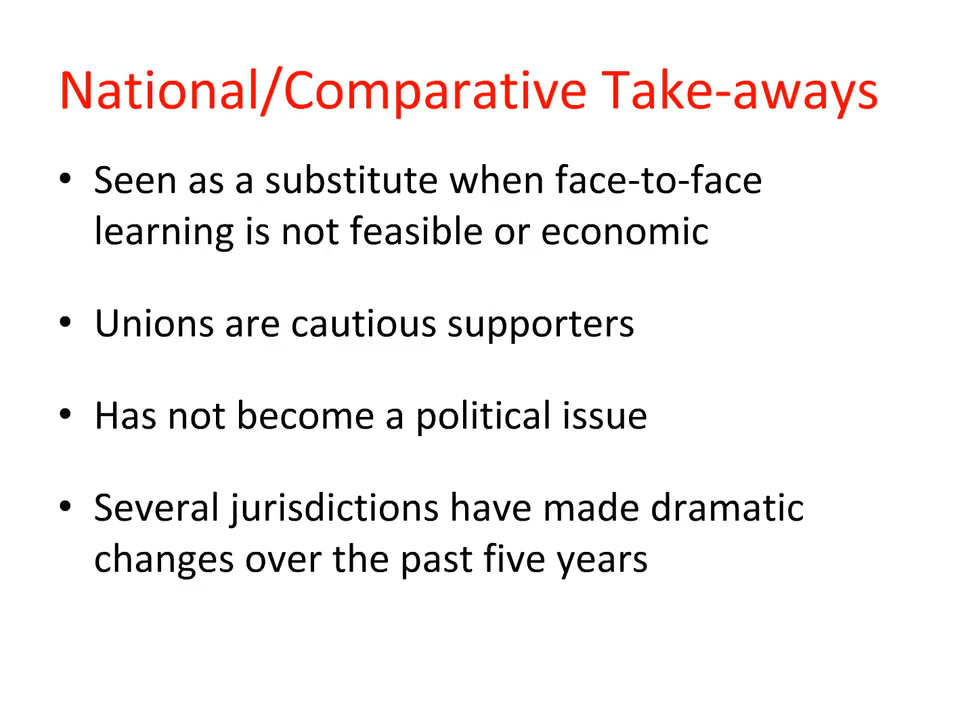 National/Comparative Take-aways
• Seen as a substitute when face-to-face
learning is not feasible or economic
• Unions are cautious supporters
• Has not become a political issue
• Several jurisdictions have made dramatic
changes over the past five years